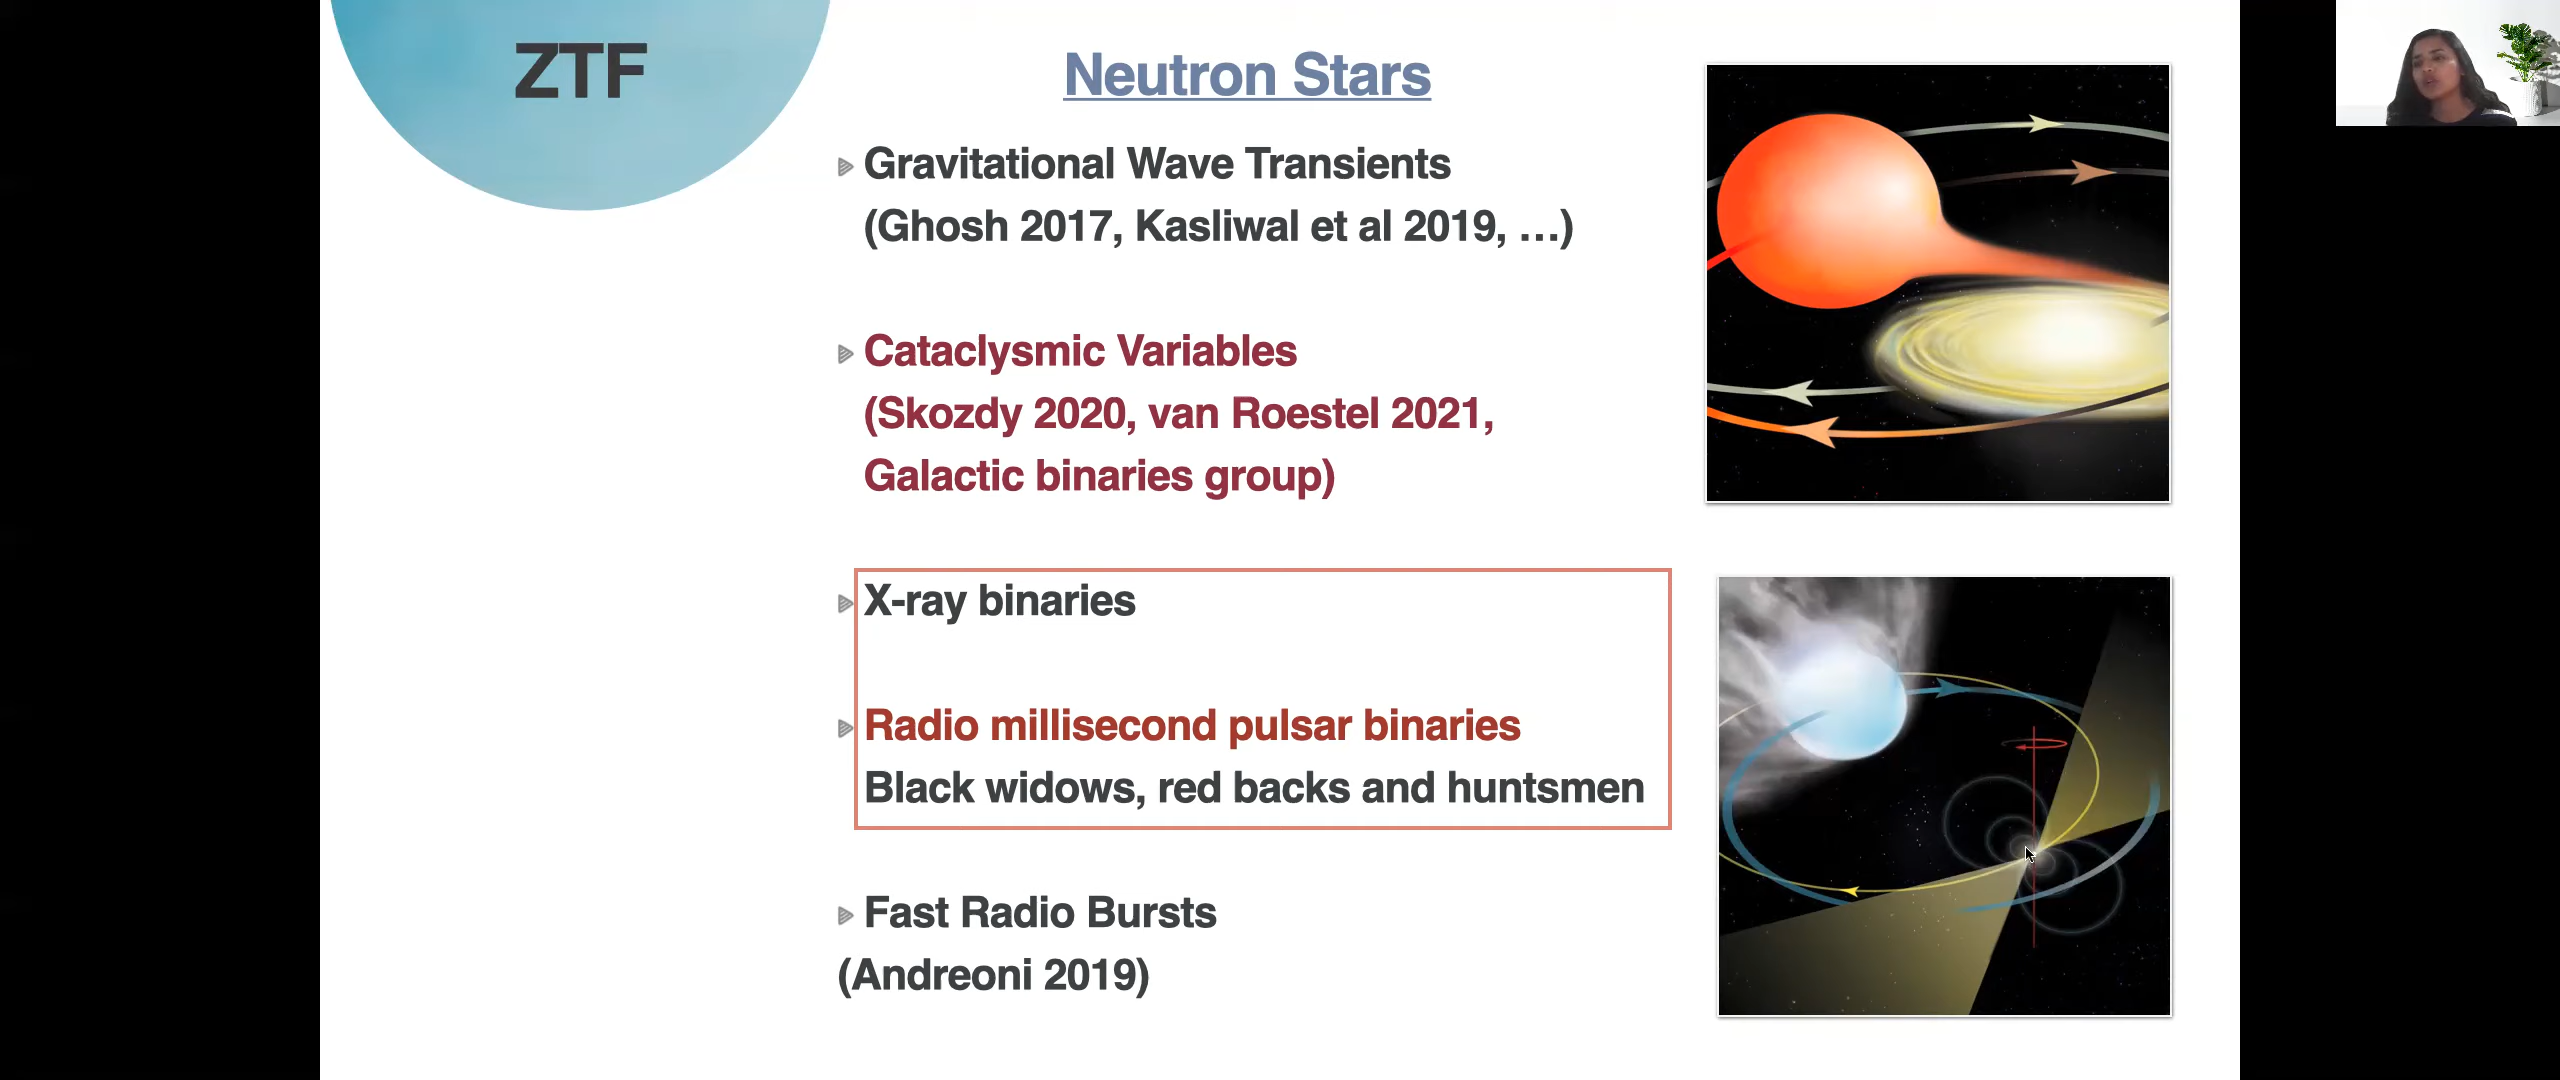 ZTF
Neutron Stars
Gravitational Wave Transients
(Ghosh 2017, Kasliwal et al 2019, …)
Cataclysmic Variables
(Skozdy 2020, van Roestel 2021,
Galactic binaries group)
X-ray binaries
Radio millisecond pulsar binaries
Black widows, red backs and huntsmen
Fast Radio Bursts
(Andreoni 2019)